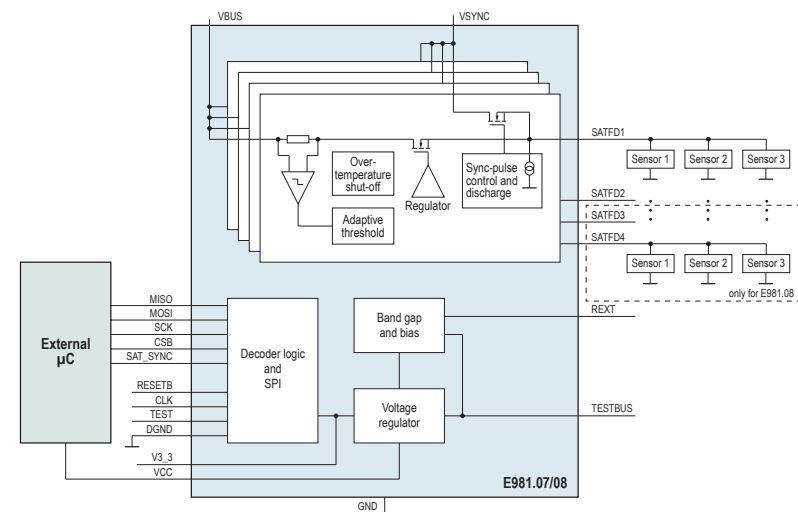 VBUS
VSYNC
SATFD1
Sensor 1
Sensor 2
Sensor 3
Over-
temperature
shut-off
Regulator
Sync-pulse
control and
discharge
Adaptive
threshold
SATFD2
SATFD3
SATFD4
Sensor 1
Sensor 2
Sensor 3
only for E981.08
External
µC
MISO
MOSI
SCK
CSB
SAT_SYNC
RESETB
CLK
TEST
DGND
V3_3
VCC
Decoder logic
and
SPI
Band gap
and bias
Voltage
regulator
REXT
TESTBUS
E981.07/08
GND